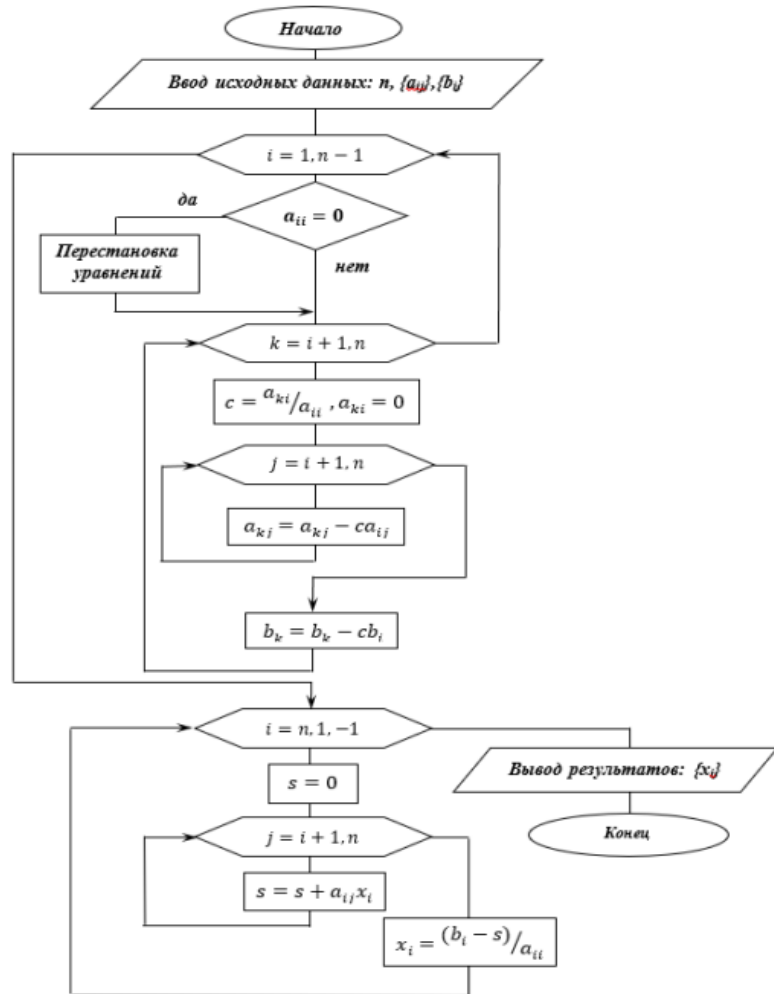 Начало
Ввод исходных данных: n, {aᵢⱼ},{bᵢ}
i = 1, n − 1
да
aᵢᵢ = 0
Перестановка
уравнений
нет
k = i + 1, n
c = aₖᵢ/aᵢᵢ , aₖᵢ = 0
j = i + 1, n
aₖⱼ = aₖⱼ − caᵢⱼ
bₖ = bₖ − cbᵢ
i = n, 1, −1
Вывод результатов: {xᵢ}
s = 0
Конец
j = i + 1, n
s = s + aᵢⱼxᵢ
xᵢ = (bᵢ − s)/aᵢᵢ